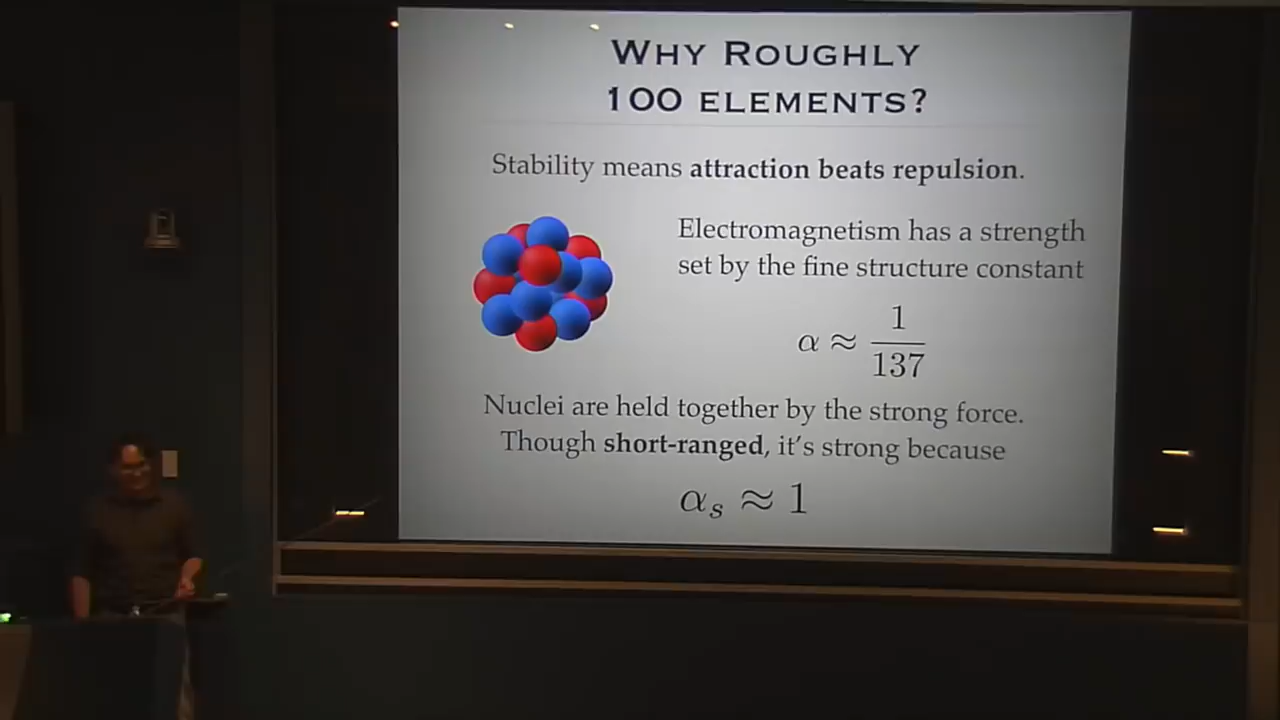 WHY ROUGHLY
100 ELEMENTS?
Stability means attraction beats repulsion.
Electromagnetism has a strength
set by the fine structure constant
α ≈ 1/137
Nuclei are held together by the strong force.
Though short-ranged, it's strong because
αₛ ≈ 1